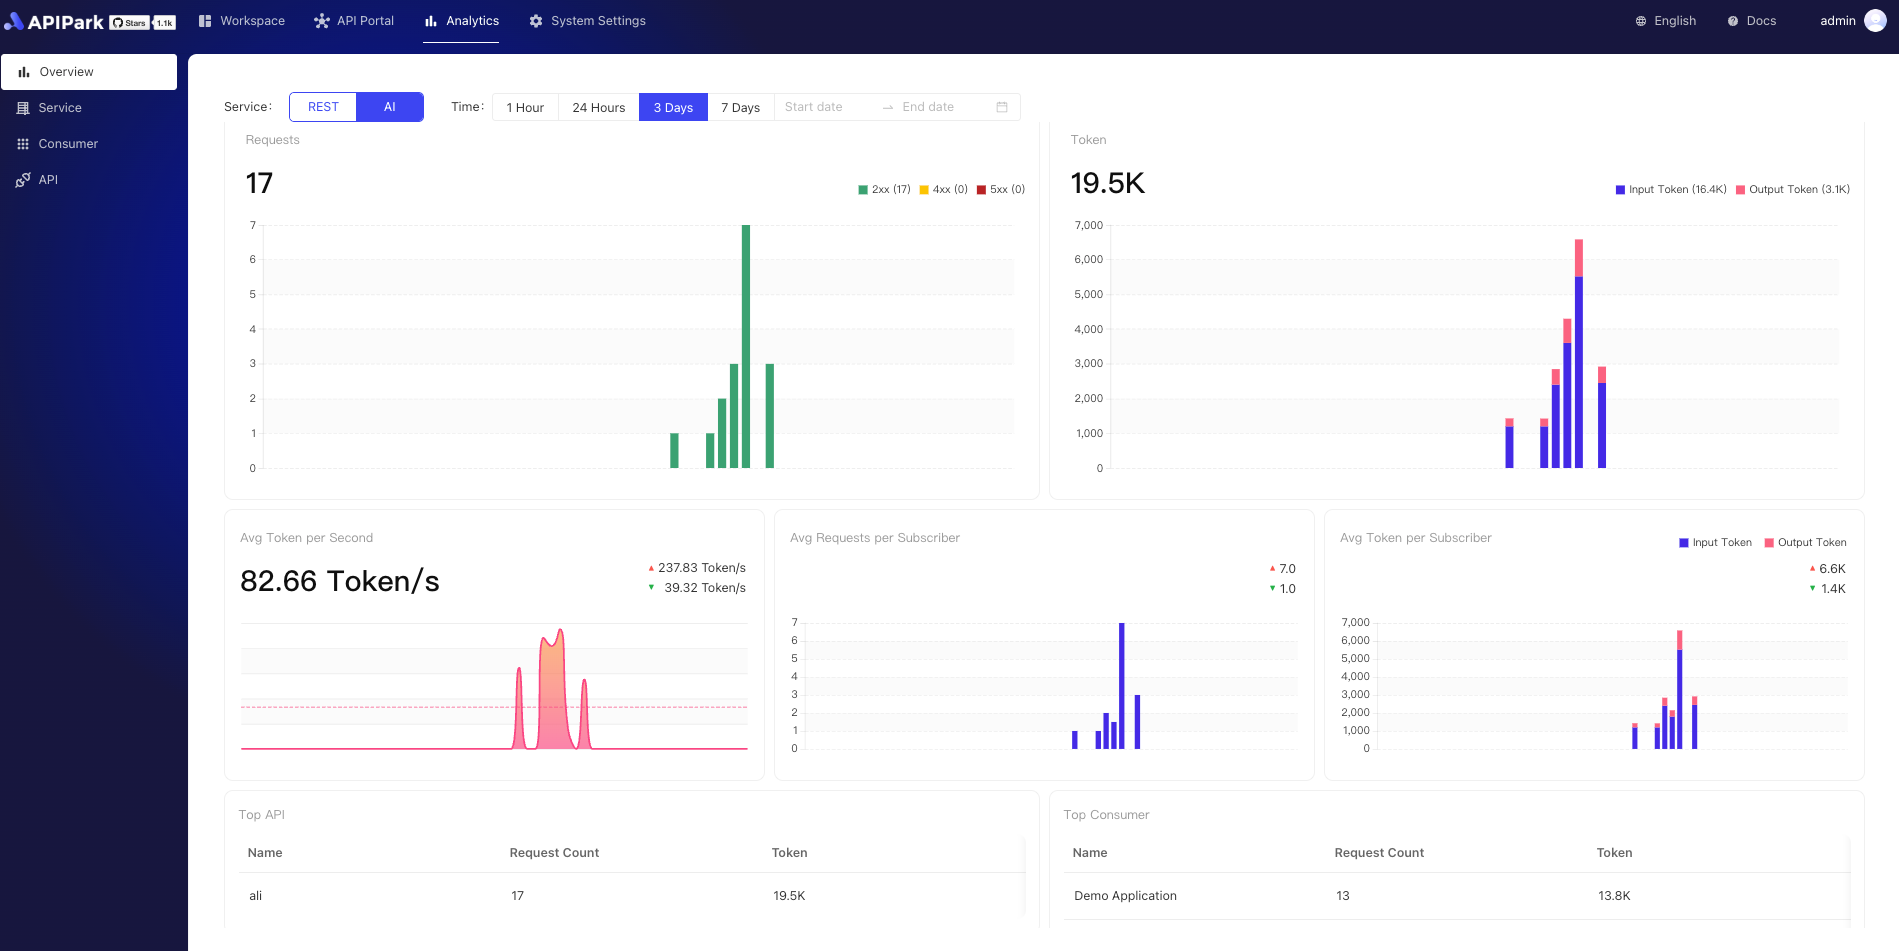 APIPark Stars 1.1k Workspace API Portal Analytics System Settings English Docs admin
Overview
Service
Consumer
API
Service: REST AI Time: 1 Hour 24 Hours 3 Days 7 Days Start date → End date
Requests
17
2xx (17) 4xx (0) 5xx (0)
7
6
5
4
3
2
1
0
Token
19.5K
Input Token (16.4K) Output Token (3.1K)
7,000
6,000
5,000
4,000
3,000
2,000
1,000
0
Avg Token per Second
82.66 Token/s
237.83 Token/s
39.32 Token/s
Avg Requests per Subscriber
7.0
1.0
7
6
5
4
3
2
1
0
Avg Token per Subscriber
Input Token Output Token
6.6K
1.4K
7,000
6,000
5,000
4,000
3,000
2,000
1,000
0
Top API
Name Request Count Token
ali 17 19.5K
Top Consumer
Name Request Count Token
Demo Application 13 13.8K